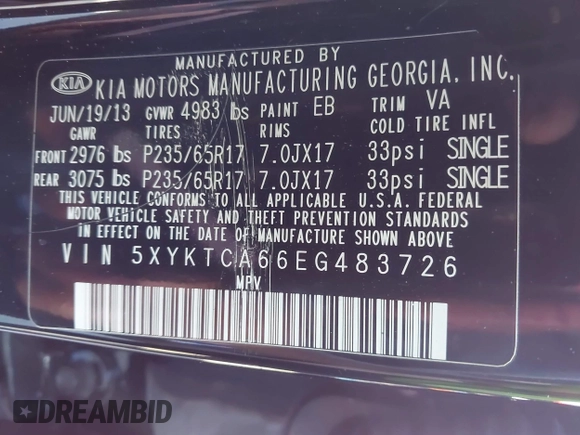 MANUFACTURED BY
KIA KIA MOTORS MANUFACTURING GEORGIA, INC.
JUN/19/13 GVWR 4983 lbs PAINT EB TRIM VA
GAWR TIRES RIMS COLD TIRE INFL
FRONT 2976 lbs P235/65R17 7.0JX17 33psi SINGLE
REAR 3075 lbs P235/65R17 7.0JX17 33psi SINGLE
THIS VEHICLE CONFORMS TO ALL APPLICABLE U.S.A. FEDERAL
MOTOR VEHICLE SAFETY AND THEFT PREVENTION STANDARDS
IN EFFECT ON THE DATE OF MANUFACTURE SHOWN ABOVE
VIN 5XYKTCA66EG483726
MPV
DREAMBID